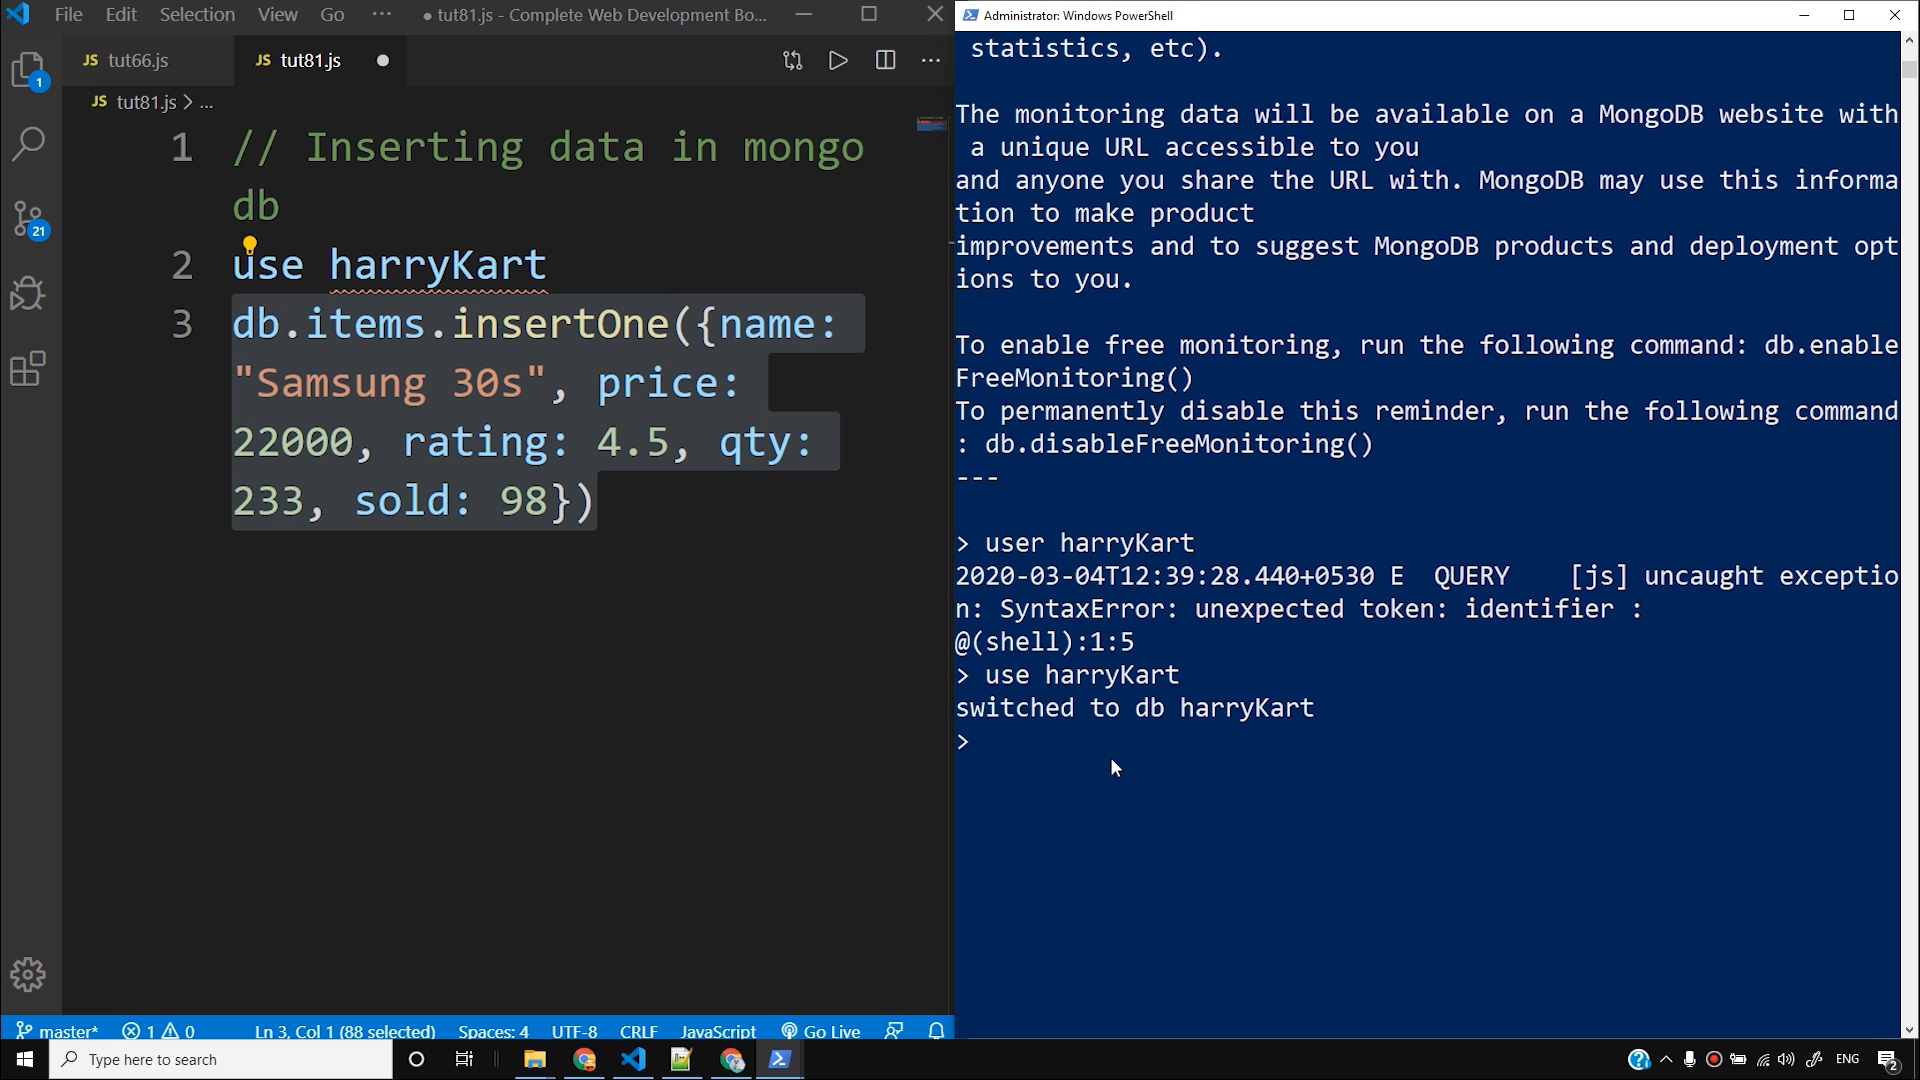 File Edit Selection View Go ··· ● tut81.js - Complete Web Development Bo...
JS tut66.js JS tut81.js ●
JS tut81.js > ...
1 // Inserting data in mongo
db
2 use harryKart
3 db.items.insertOne({name:
"Samsung 30s", price:
22000, rating: 4.5, qty:
233, sold: 98})
1
21
master* 1 0 Ln 3, Col 1 (88 selected) Spaces: 4 UTF-8 CRLF JavaScript Go Live
Administrator: Windows PowerShell
statistics, etc).
The monitoring data will be available on a MongoDB website with
a unique URL accessible to you
and anyone you share the URL with. MongoDB may use this informa
tion to make product
improvements and to suggest MongoDB products and deployment opt
ions to you.
To enable free monitoring, run the following command: db.enable
FreeMonitoring()
To permanently disable this reminder, run the following command
: db.disableFreeMonitoring()
---
> user harryKart
2020-03-04T12:39:28.440+0530 E  QUERY    [js] uncaught exceptio
n: SyntaxError: unexpected token: identifier :
@(shell):1:5
> use harryKart
switched to db harryKart
>
Type here to search
ENG
2